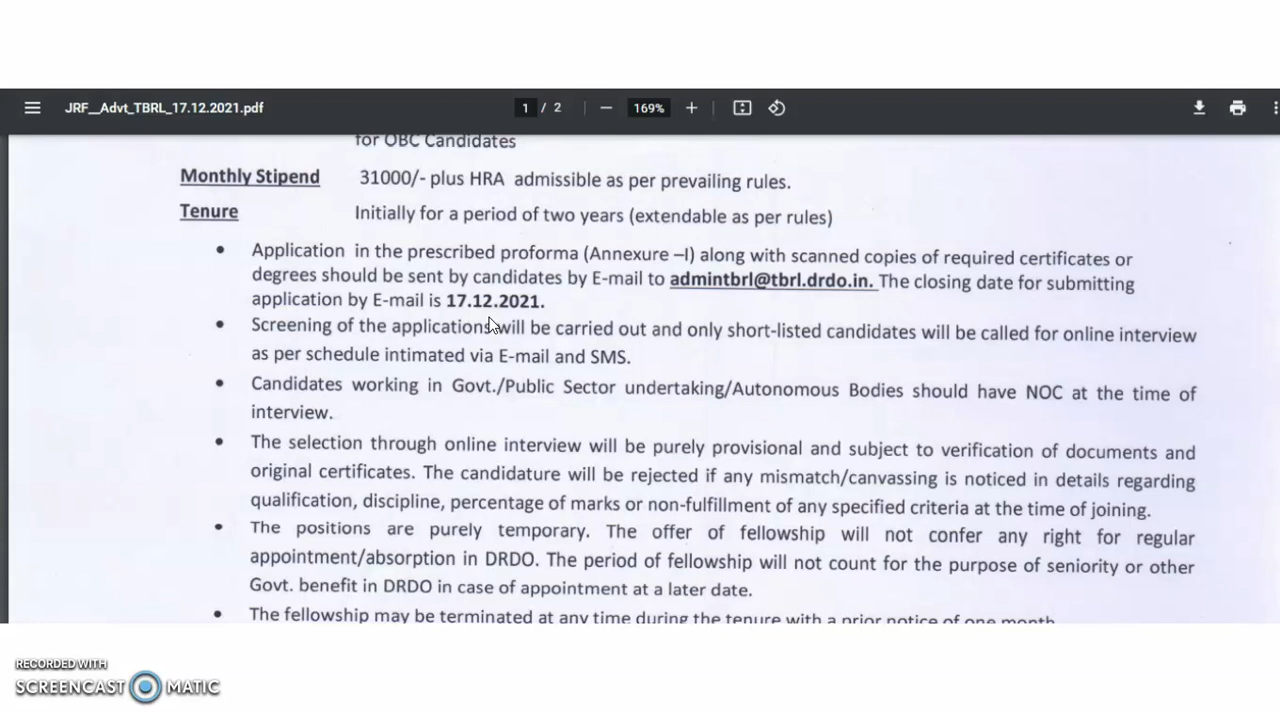 JRF__Advt_TBRL_17.12.2021.pdf 1 / 2 169%
for OBC Candidates
Monthly Stipend 31000/- plus HRA admissible as per prevailing rules.
Tenure Initially for a period of two years (extendable as per rules)
• Application in the prescribed proforma (Annexure –I) along with scanned copies of required certificates or
degrees should be sent by candidates by E-mail to admintbrl@tbrl.drdo.in. The closing date for submitting
application by E-mail is 17.12.2021.
• Screening of the applications will be carried out and only short-listed candidates will be called for online interview
as per schedule intimated via E-mail and SMS.
• Candidates working in Govt./Public Sector undertaking/Autonomous Bodies should have NOC at the time of
interview.
• The selection through online interview will be purely provisional and subject to verification of documents and
original certificates. The candidature will be rejected if any mismatch/canvassing is noticed in details regarding
qualification, discipline, percentage of marks or non-fulfillment of any specified criteria at the time of joining.
• The positions are purely temporary. The offer of fellowship will not confer any right for regular
appointment/absorption in DRDO. The period of fellowship will not count for the purpose of seniority or other
Govt. benefit in DRDO in case of appointment at a later date.
• The fellowship may be terminated at any time during the tenure with a prior notice of one month
RECORDED WITH
SCREENCAST MATIC